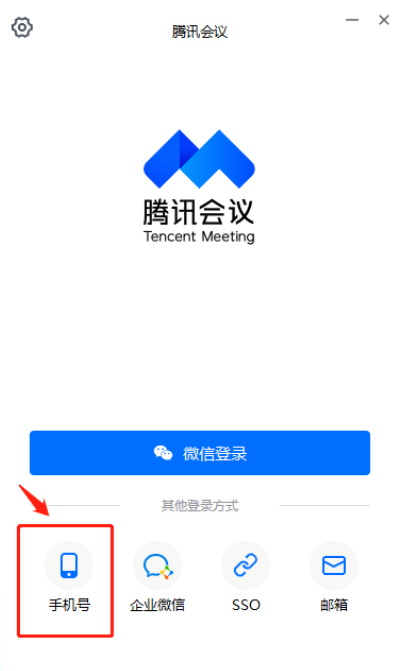 腾讯会议
腾讯会议
Tencent Meeting
微信登录
其他登录方式
手机号 企业微信 SSO 邮箱